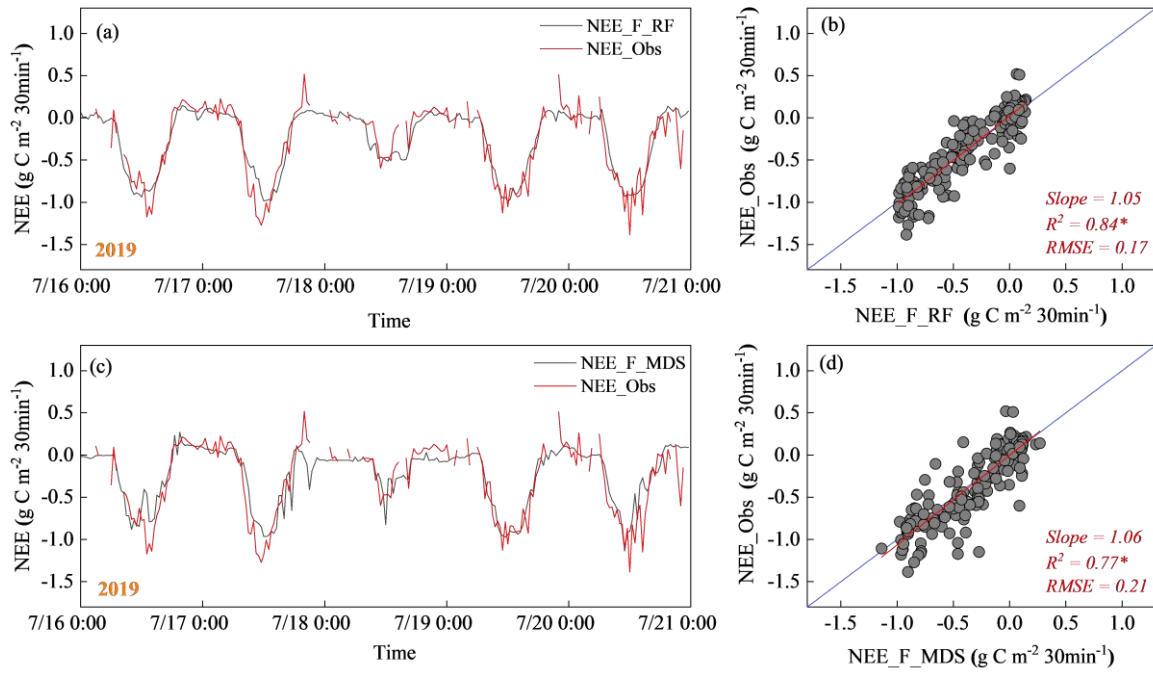 (a)
NEE_F_RF
NEE_Obs
NEE (g C m⁻² 30min⁻¹)
1.0
0.5
0.0
-0.5
-1.0
-1.5
2019
7/16 0:00 7/17 0:00 7/18 0:00 7/19 0:00 7/20 0:00 7/21 0:00
Time
(b)
NEE_Obs (g C m⁻² 30min⁻¹)
1.0
0.5
0.0
-0.5
-1.0
-1.5
Slope = 1.05
R² = 0.84*
RMSE = 0.17
-1.5 -1.0 -0.5 0.0 0.5 1.0
NEE_F_RF (g C m⁻² 30min⁻¹)
(c)
NEE_F_MDS
NEE_Obs
NEE (g C m⁻² 30min⁻¹)
1.0
0.5
0.0
-0.5
-1.0
-1.5
2019
7/16 0:00 7/17 0:00 7/18 0:00 7/19 0:00 7/20 0:00 7/21 0:00
Time
(d)
NEE_Obs (g C m⁻² 30min⁻¹)
1.0
0.5
0.0
-0.5
-1.0
-1.5
Slope = 1.06
R² = 0.77*
RMSE = 0.21
-1.5 -1.0 -0.5 0.0 0.5 1.0
NEE_F_MDS (g C m⁻² 30min⁻¹)